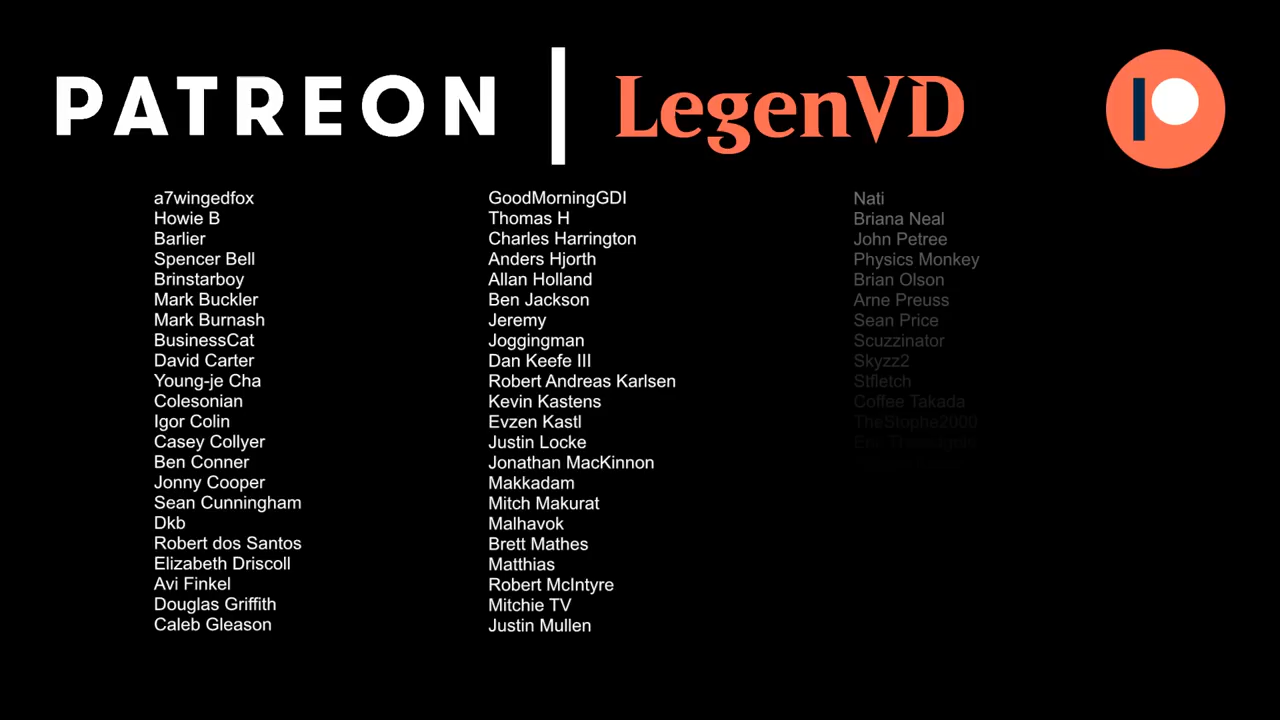 PATREON | LegenVD
a7wingedfox
Howie B
Barlier
Spencer Bell
Brinstarboy
Mark Buckler
Mark Burnash
BusinessCat
David Carter
Young-je Cha
Colesonian
Igor Colin
Casey Collyer
Ben Conner
Jonny Cooper
Sean Cunningham
Dkb
Robert dos Santos
Elizabeth Driscoll
Avi Finkel
Douglas Griffith
Caleb Gleason
GoodMorningGDI
Thomas H
Charles Harrington
Anders Hjorth
Allan Holland
Ben Jackson
Jeremy
Joggingman
Dan Keefe III
Robert Andreas Karlsen
Kevin Kastens
Evzen Kastl
Justin Locke
Jonathan MacKinnon
Makkadam
Mitch Makurat
Malhavok
Brett Mathes
Matthias
Robert McIntyre
Mitchie TV
Justin Mullen
Nati
Briana Neal
John Petree
Physics Monkey
Brian Olson
Arne Preuss
Sean Price
Scuzzinator
Skyzz2
Stfletch
Coffee Takada
TheStophe2000